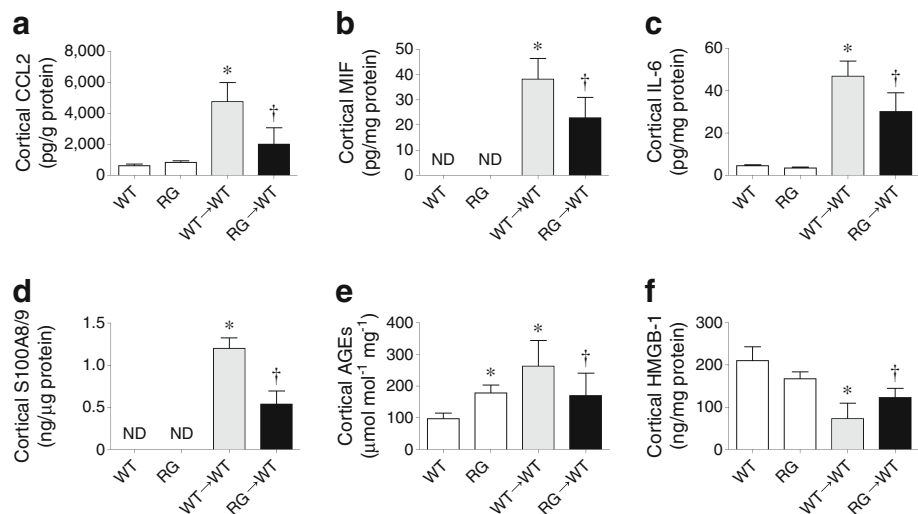 a
Cortical CCL2
(pg/g protein)
8,000
6,000
4,000
2,000
0
*
†
WT
RG
WT→WT
RG→WT
b
Cortical MIF
(pg/mg protein)
50
40
30
20
10
0
ND
ND
*
†
WT
RG
WT→WT
RG→WT
c
Cortical IL-6
(pg/mg protein)
60
40
20
0
*
†
WT
RG
WT→WT
RG→WT
d
Cortical S100A8/9
(ng/μg protein)
1.5
1.0
0.5
0
ND
ND
*
†
WT
RG
WT→WT
RG→WT
e
Cortical AGEs
(μmol mol⁻¹ mg⁻¹)
400
300
200
100
0
*
*
†
WT
RG
WT→WT
RG→WT
f
Cortical HMGB-1
(ng/mg protein)
300
200
100
0
*
†
WT
RG
WT→WT
RG→WT